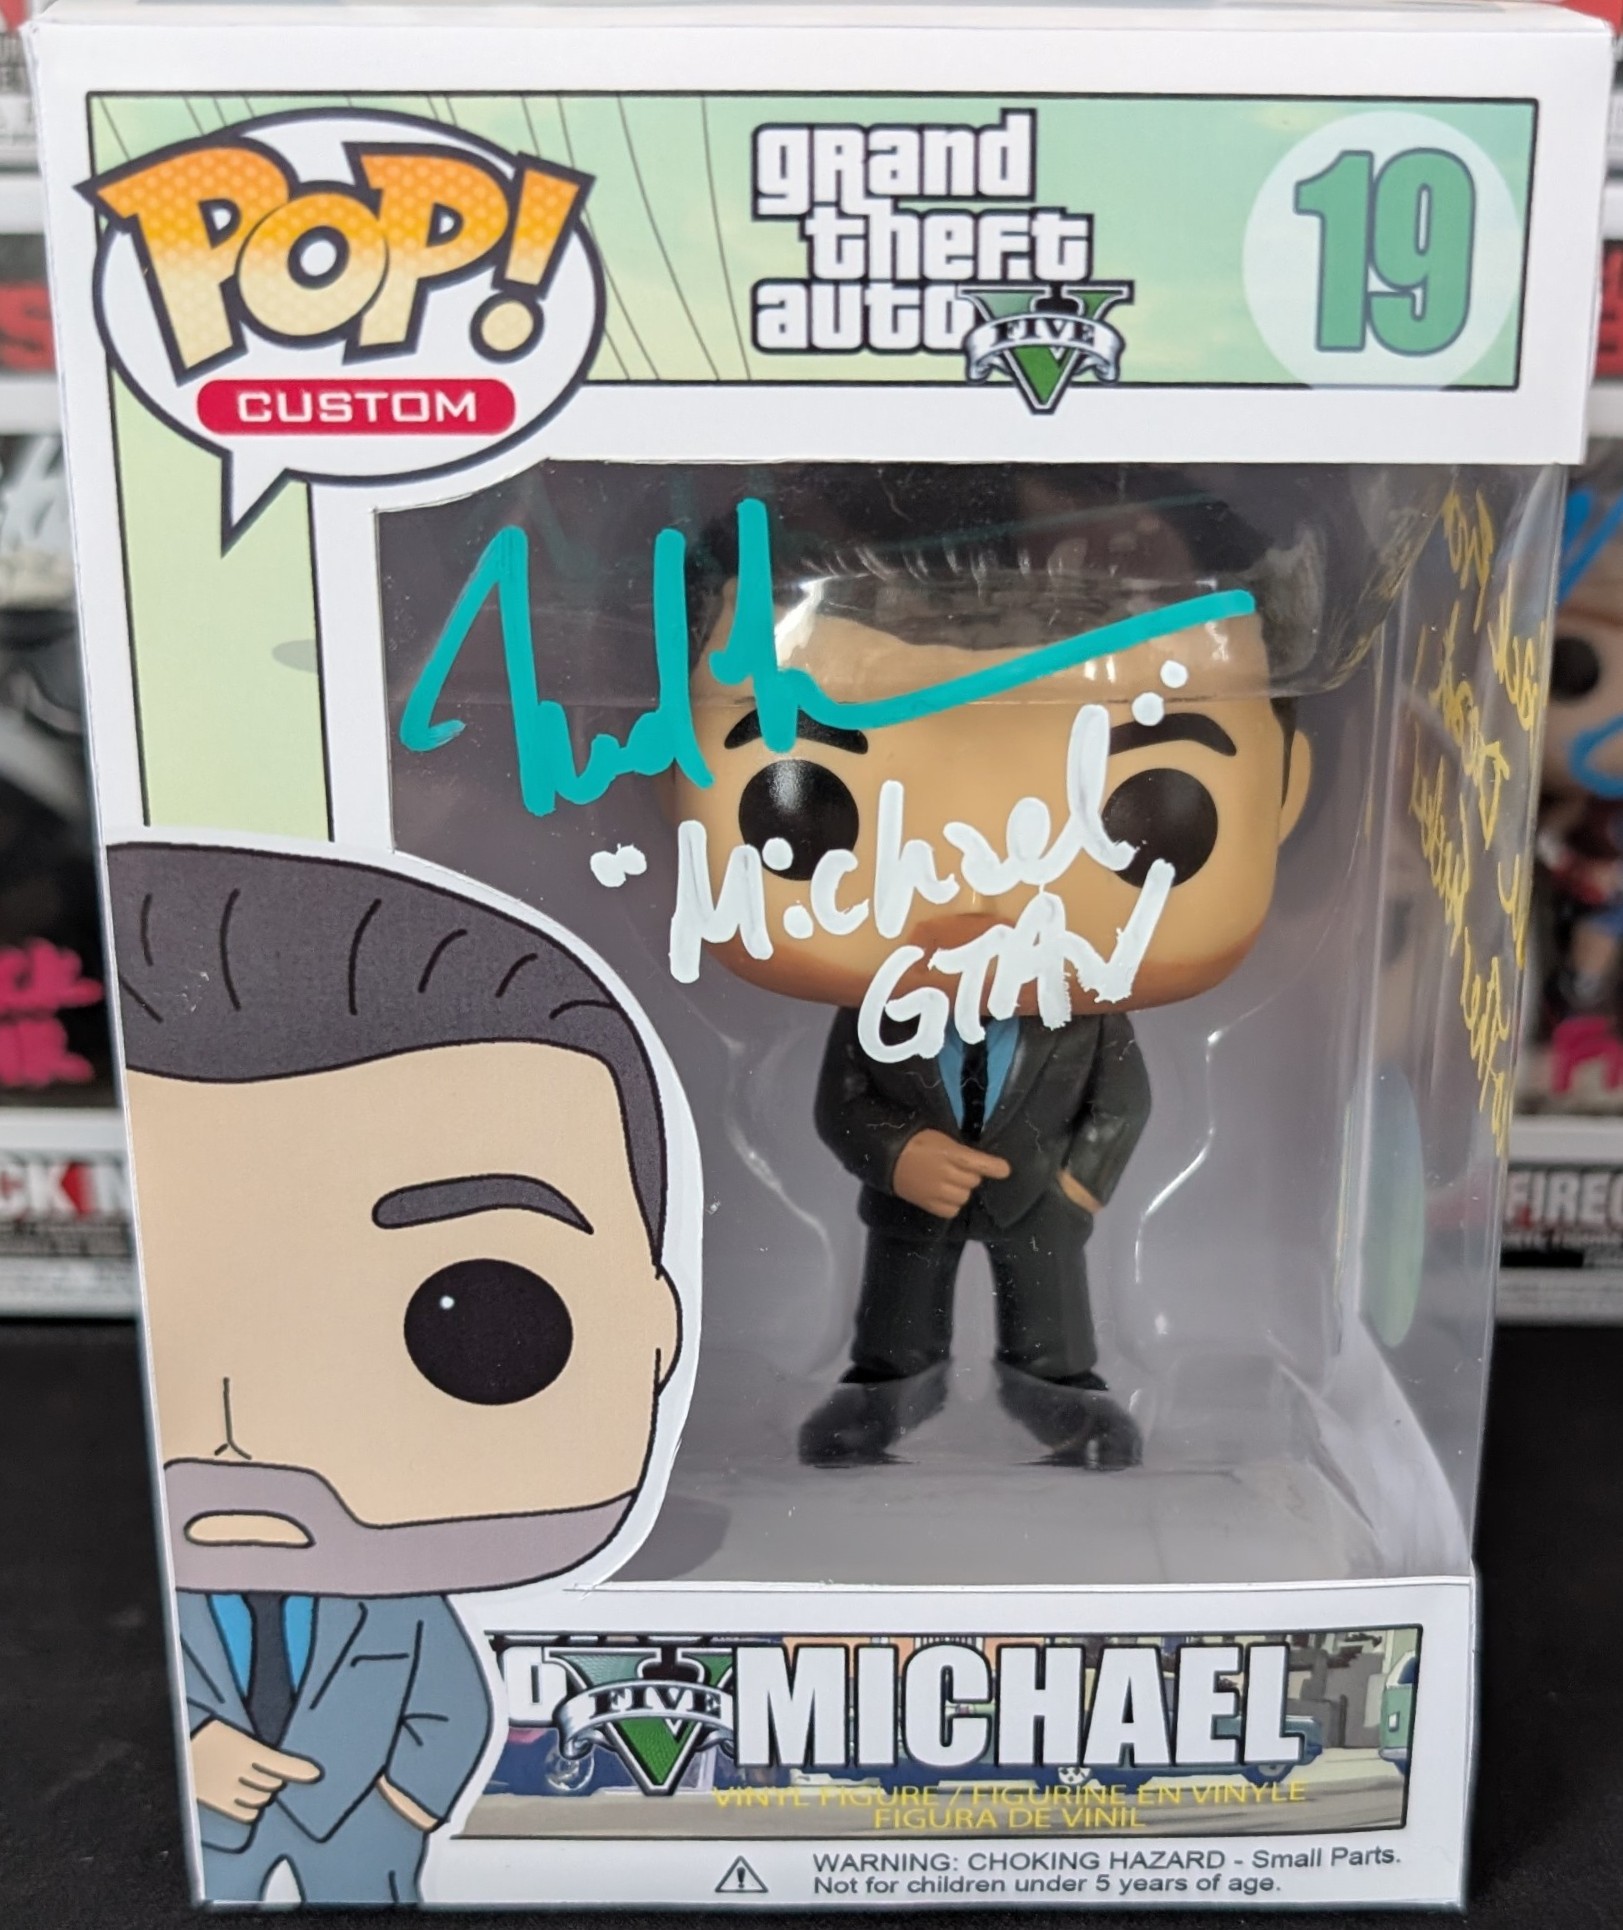 POP!
CUSTOM
grand
theft
auto V
FIVE
19
"Michael"
GTAV
FIVE
MICHAEL
VINYL FIGURE / FIGURINE EN VINYLE
FIGURA DE VINIL
WARNING: CHOKING HAZARD - Small Parts.
Not for children under 5 years of age.
FIRE